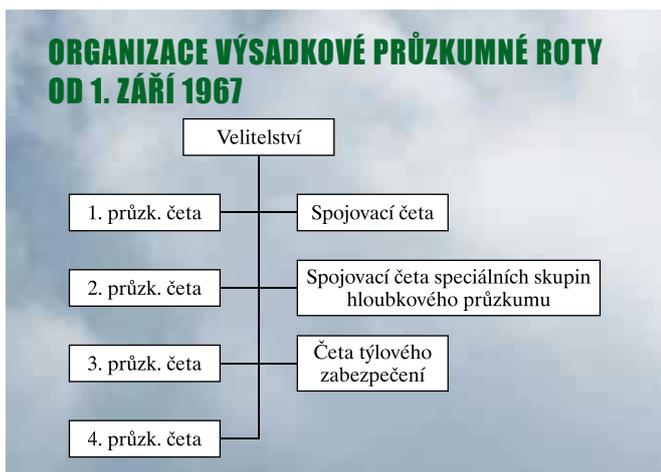 ORGANIZACE VÝSADKOVÉ PRŮZKUMNÉ ROTY
OD 1. ZÁŘÍ 1967
Velitelství
1. průzk. četa
Spojovací četa
2. průzk. četa
Spojovací četa speciálních skupin
hloubkového průzkumu
3. průzk. četa
Četa týlového
zabezpečení
4. průzk. četa